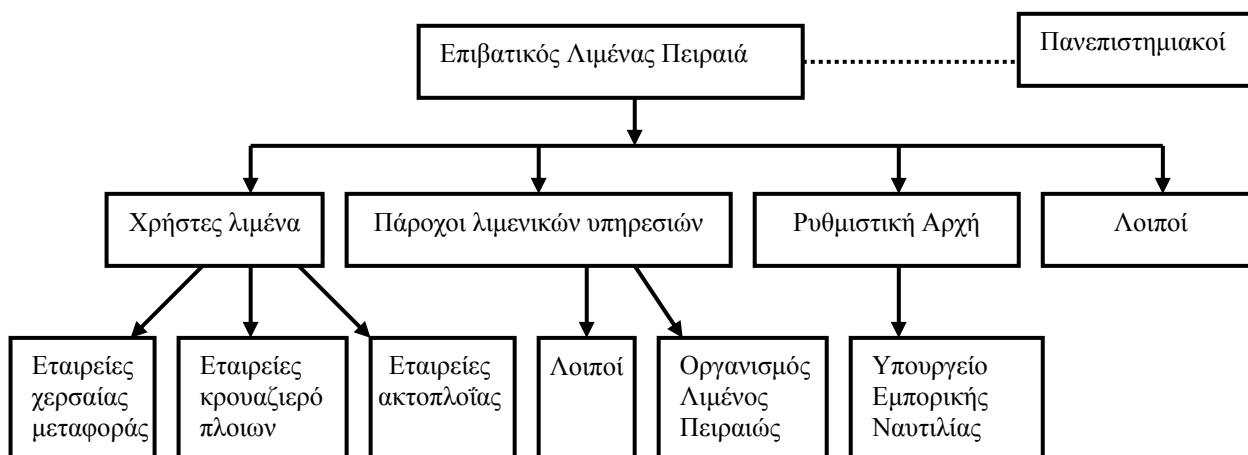 Επιβατικός Λιμένας Πειραιά
Πανεπιστημιακοί
Χρήστες λιμένα
Πάροχοι λιμενικών υπηρεσιών
Ρυθμιστική Αρχή
Λοιποί
Εταιρείες
χερσαίας
μεταφοράς
Εταιρείες
κρουαζιερό
πλοιων
Εταιρείες
ακτοπλοΐας
Λοιποί
Οργανισμός
Λιμένος
Πειραιώς
Υπουργείο
Εμπορικής
Ναυτιλίας